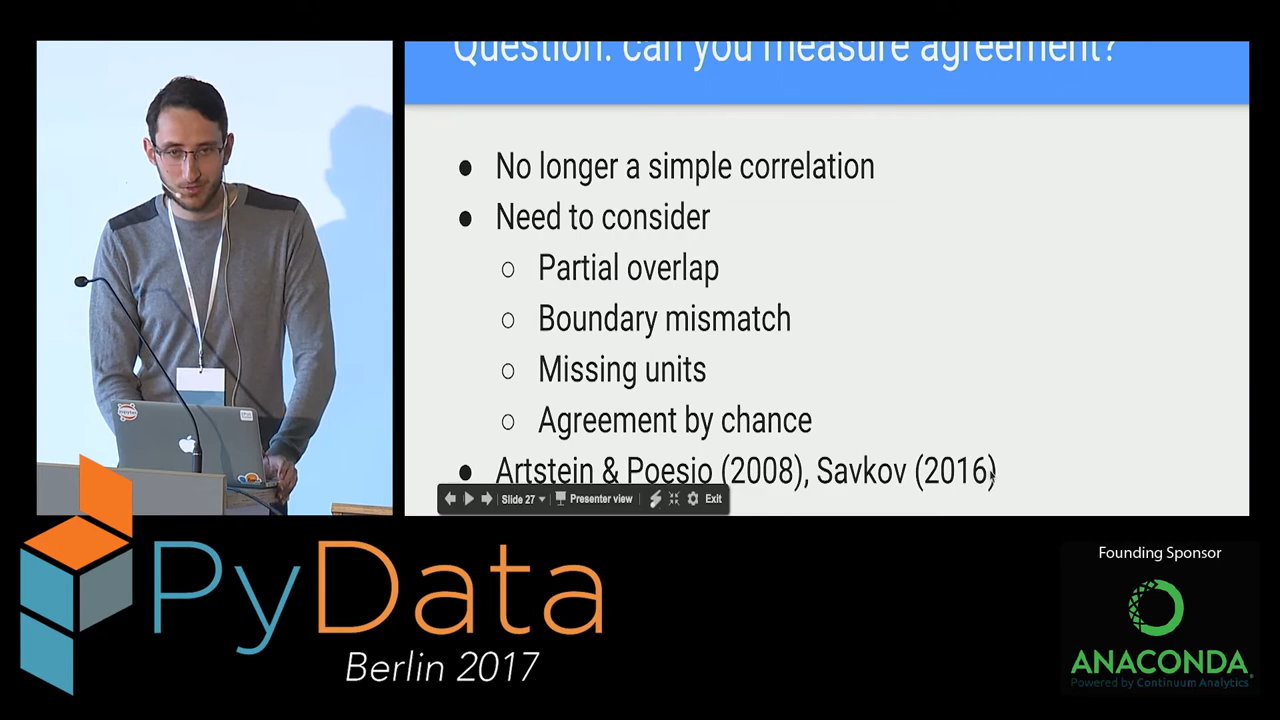 Question: can you measure agreement?
● No longer a simple correlation
● Need to consider
○ Partial overlap
○ Boundary mismatch
○ Missing units
○ Agreement by chance
● Artstein & Poesio (2008), Savkov (2016)
Slide 27 Presenter view Exit
PyData
Berlin 2017
Founding Sponsor
ANACONDA
Powered by Continuum Analytics